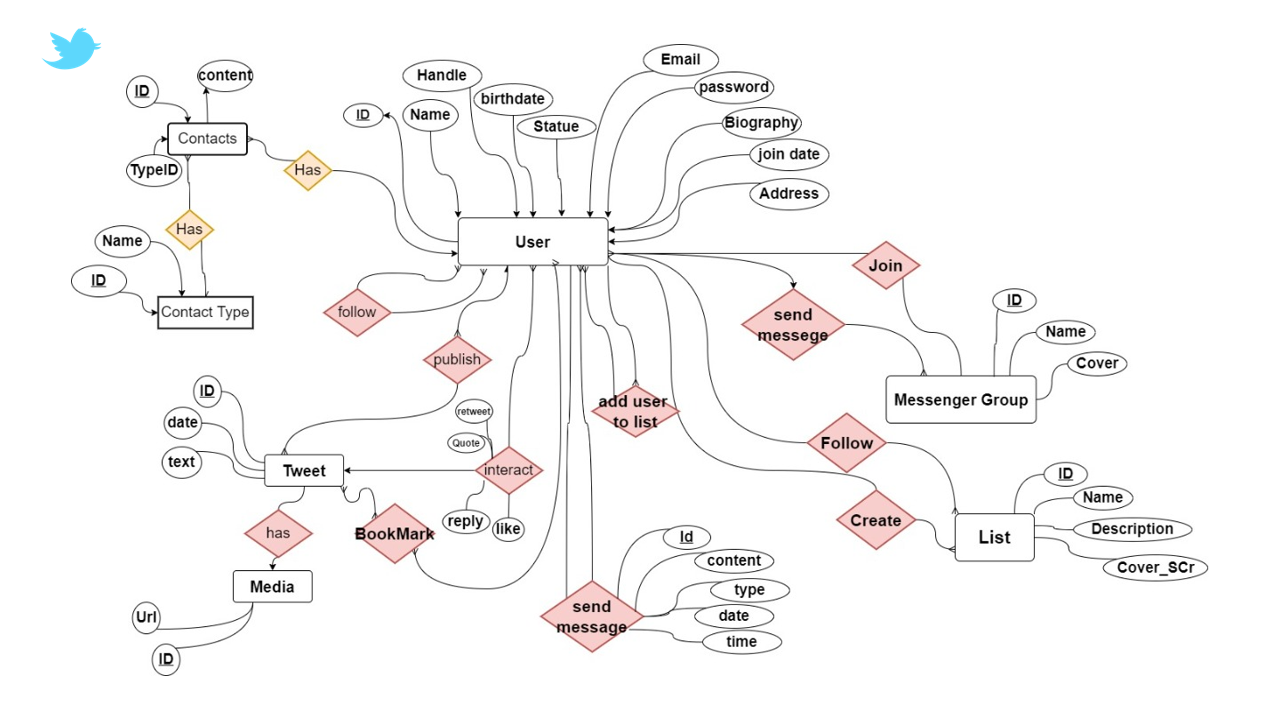 Email
Handle
content
ID
password
birthdate
ID
Name
Biography
Statue
Contacts
join date
TypeID
Has
Address
Has
Name
User
Join
ID
Contact Type
ID
follow
send
messege
Name
publish
Cover
ID
add user
to list
Messenger Group
retweet
date
Quote
Follow
text
Tweet
interact
ID
Name
reply
like
Create
Description
has
BookMark
Id
List
content
Cover_SCr
Media
type
Url
send
message
date
time
ID